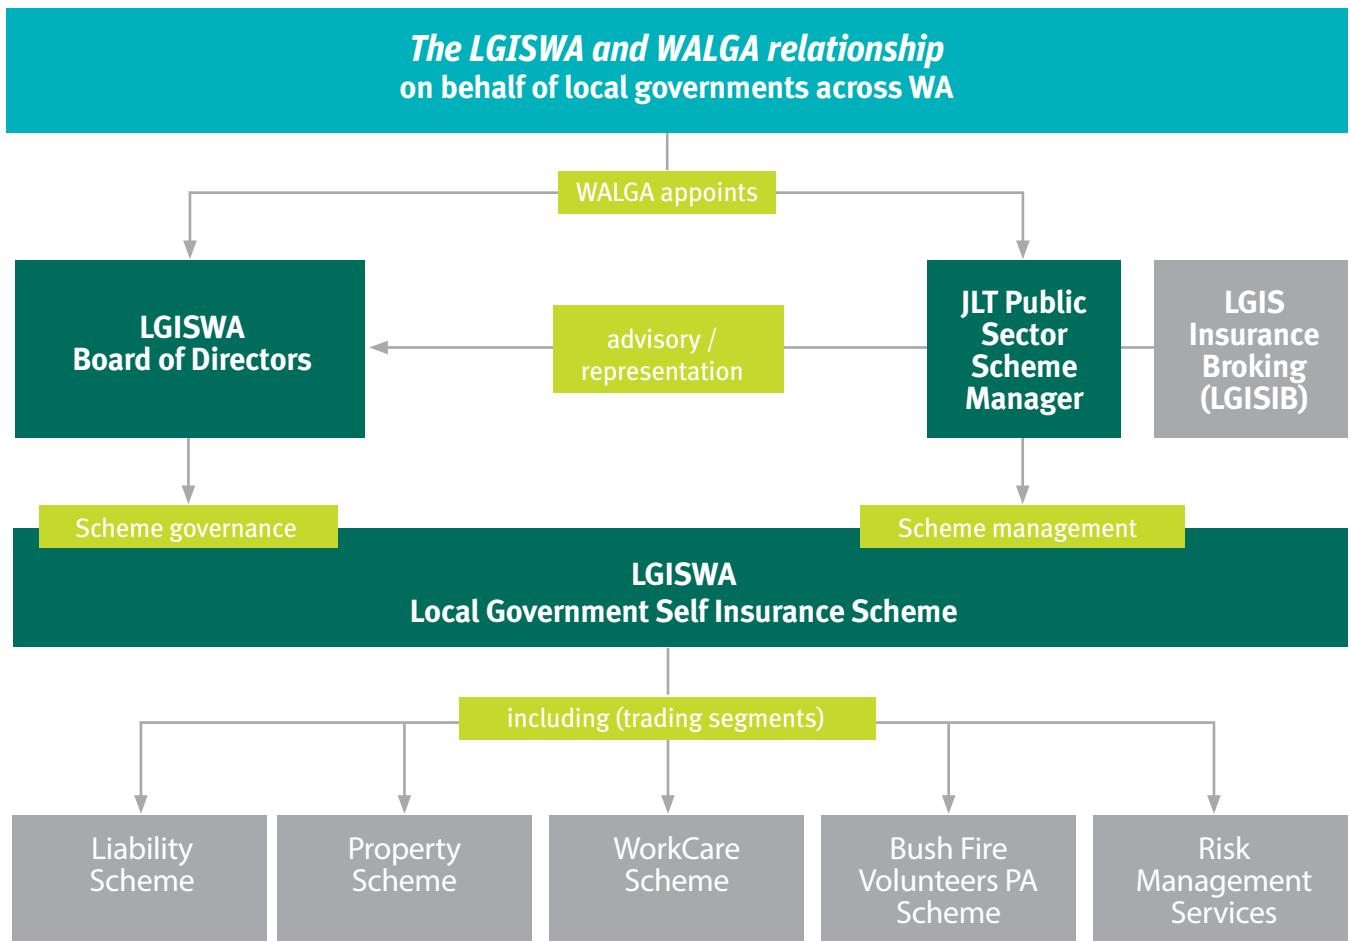 The LGISWA and WALGA relationship
on behalf of local governments across WA
WALGA appoints
LGISWA
Board of Directors
advisory /
representation
JLT Public
Sector
Scheme
Manager
LGIS
Insurance
Broking
(LGISIB)
Scheme governance
Scheme management
LGISWA
Local Government Self Insurance Scheme
including (trading segments)
Liability
Scheme
Property
Scheme
WorkCare
Scheme
Bush Fire
Volunteers PA
Scheme
Risk
Management
Services